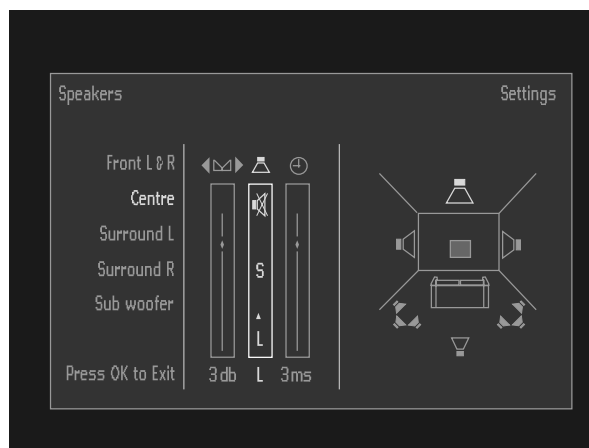 Speakers Settings
Front L & R
Centre
Surround L
S
Surround R
Sub woofer
L
Press OK to Exit 3db L 3ms